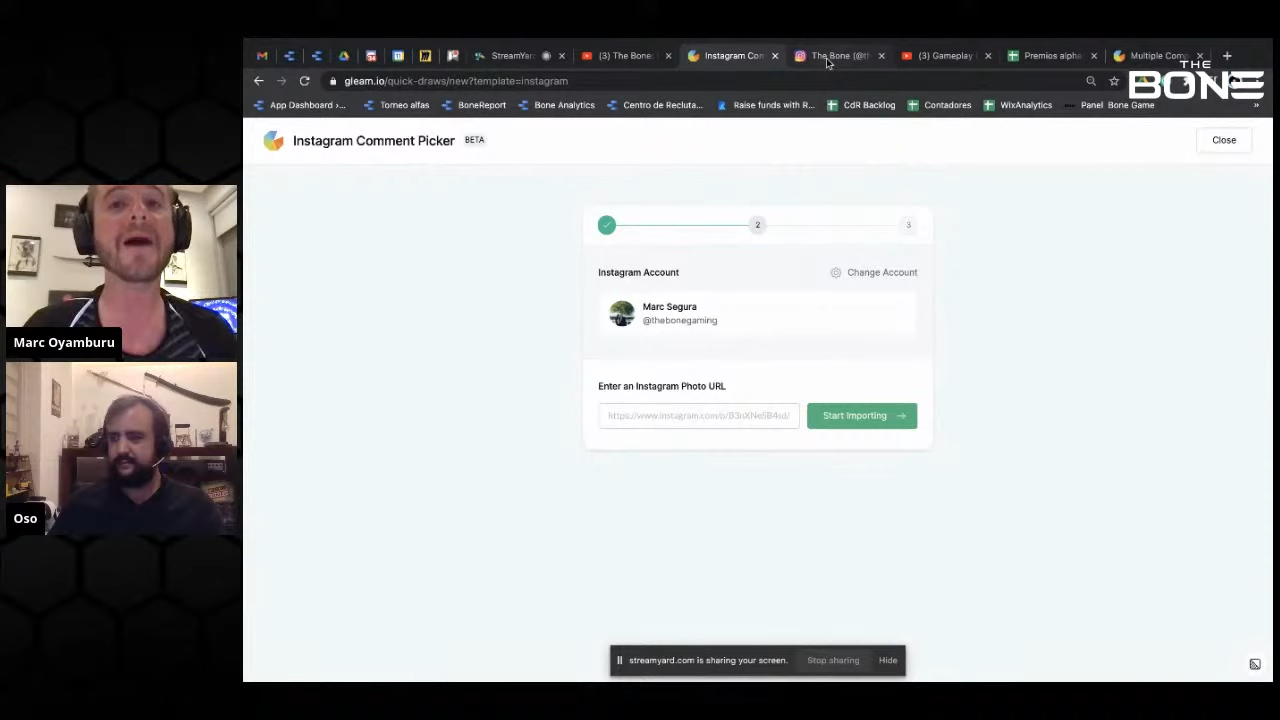 StreamYar
(3) The Bone:
Instagram Com
The Bone (@th
(3) Gameplay
Premios alpha
Multiple Com
THE
BONE
gleam.io/quick-draws/new?template=instagram
App Dashboard ›...
Torneo alfas
BoneReport
Bone Analytics
Centro de Recluta...
Raise funds with R...
CdR Backlog
Contadores
WixAnalytics
Panel Bone Game
»
Instagram Comment Picker
BETA
Close
2
3
Instagram Account
Change Account
Marc Segura
@thebonegaming
Enter an Instagram Photo URL
Start Importing
Marc Oyamburu
Oso
streamyard.com is sharing your screen.
Stop sharing
Hide